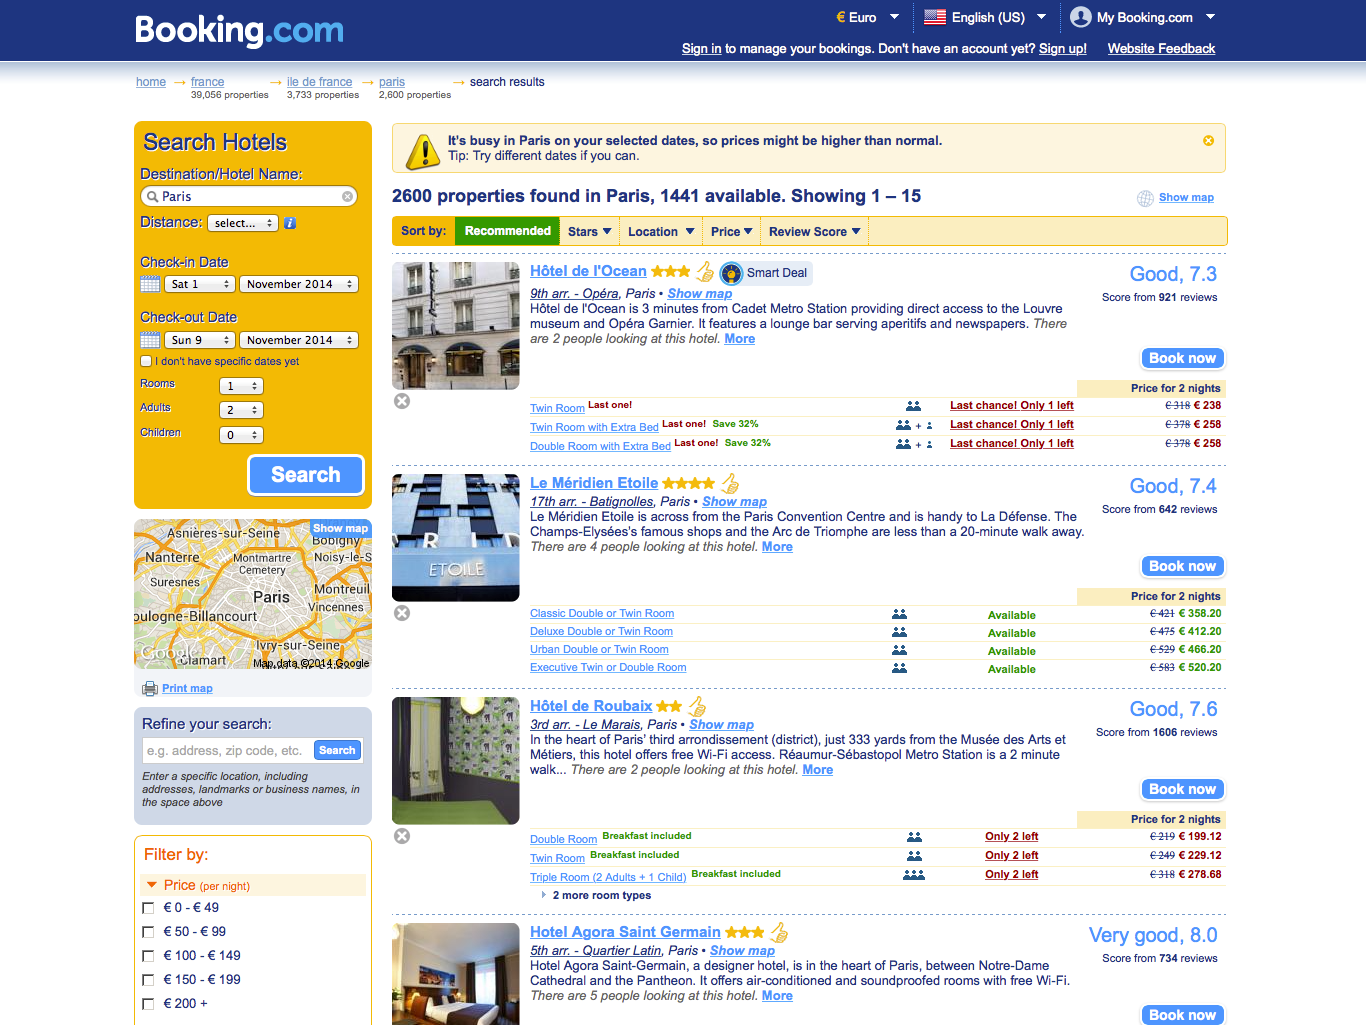 Booking.com
€ Euro
English (US)
My Booking.com
Sign in to manage your bookings. Don't have an account yet? Sign up!
Website Feedback
home → france → ile de france → paris → search results
39,056 properties 3,733 properties 2,600 properties
Search Hotels
Destination/Hotel Name:
Paris
Distance: select...
Check-in Date
Sat 1 November 2014
Check-out Date
Sun 9 November 2014
I don't have specific dates yet
Rooms 1
Adults 2
Children 0
Search
Show map
Asnières-sur-Seine
Bobigny
Nanterre
Montmartre
Cemetery
Noisy-le-S
Suresnes
Paris
Montreuil
Vincennes
oulogne-Billancourt
Ivry-sur-Seine
Google
Clamart
Map data ©2014 Google
Print map
Refine your search:
e.g. address, zip code, etc.
Search
Enter a specific location, including
addresses, landmarks or business names, in
the space above
Filter by:
Price (per night)
€ 0 - € 49
€ 50 - € 99
€ 100 - € 149
€ 150 - € 199
€ 200 +
It's busy in Paris on your selected dates, so prices might be higher than normal.
Tip: Try different dates if you can.
2600 properties found in Paris, 1441 available. Showing 1 – 15
Show map
Sort by: Recommended Stars Location Price Review Score
Hôtel de l'Ocean
Smart Deal
Good, 7.3
9th arr. - Opéra, Paris • Show map
Score from 921 reviews
Hôtel de l'Ocean is 3 minutes from Cadet Metro Station providing direct access to the Louvre
museum and Opéra Garnier. It features a lounge bar serving aperitifs and newspapers. There
are 2 people looking at this hotel. More
Book now
Price for 2 nights
Twin Room Last one! Last chance! Only 1 left € 318 € 238
Twin Room with Extra Bed Last one! Save 32% + Last chance! Only 1 left € 378 € 258
Double Room with Extra Bed Last one! Save 32% + Last chance! Only 1 left € 378 € 258
ETOILE
Le Méridien Etoile
Good, 7.4
17th arr. - Batignolles, Paris • Show map
Score from 642 reviews
Le Méridien Etoile is across from the Paris Convention Centre and is handy to La Défense. The
Champs-Elysées's famous shops and the Arc de Triomphe are less than a 20-minute walk away.
There are 4 people looking at this hotel. More
Book now
Price for 2 nights
Classic Double or Twin Room Available € 421 € 358.20
Deluxe Double or Twin Room Available € 475 € 412.20
Urban Double or Twin Room Available € 529 € 466.20
Executive Twin or Double Room Available € 583 € 520.20
Hôtel de Roubaix
Good, 7.6
3rd arr. - Le Marais, Paris • Show map
Score from 1606 reviews
In the heart of Paris' third arrondissement (district), just 333 yards from the Musée des Arts et
Métiers, this hotel offers free Wi-Fi access. Réaumur-Sébastopol Metro Station is a 2 minute
walk... There are 2 people looking at this hotel. More
Book now
Price for 2 nights
Double Room Breakfast included Only 2 left € 219 € 199.12
Twin Room Breakfast included Only 2 left € 249 € 229.12
Triple Room (2 Adults + 1 Child) Breakfast included Only 2 left € 318 € 278.68
2 more room types
Hotel Agora Saint Germain
Very good, 8.0
5th arr. - Quartier Latin, Paris • Show map
Score from 734 reviews
Hotel Agora Saint-Germain, a designer hotel, is in the heart of Paris, between Notre-Dame
Cathedral and the Pantheon. It offers air-conditioned and soundproofed rooms with free Wi-Fi.
There are 5 people looking at this hotel. More
Book now